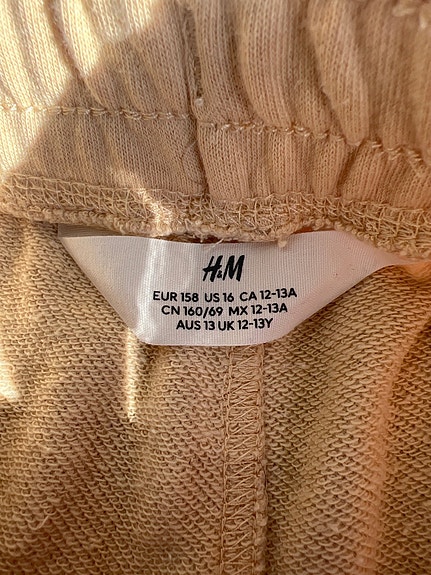 H&M
EUR 158 US 16 CA 12-13A
CN 160/69 MX 12-13A
AUS 13 UK 12-13Y